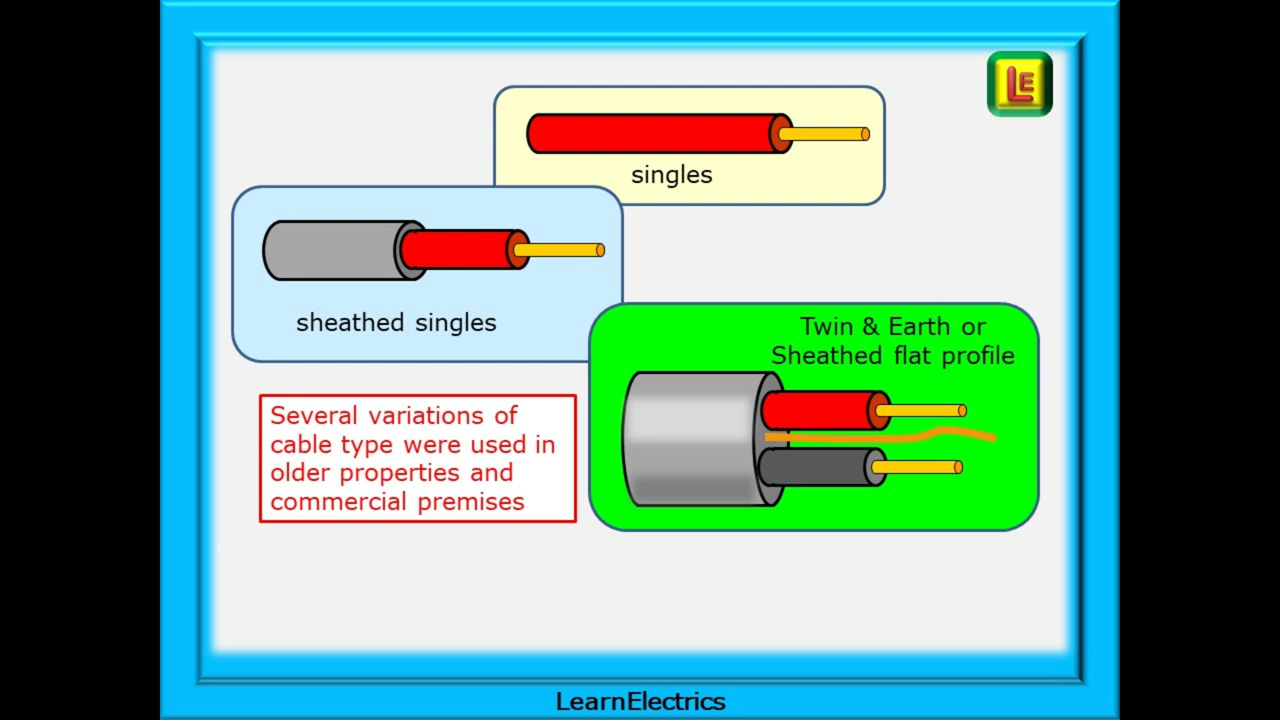 LE
singles
sheathed singles
Twin & Earth or
Sheathed flat profile
Several variations of
cable type were used in
older properties and
commercial premises
LearnElectrics